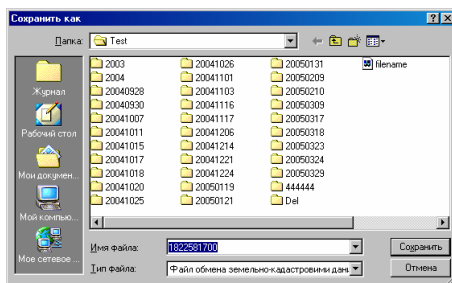 Сохранить как
Папка: Test
2003 20041026 20050131 filename
2004 20041101 20050209
20040928 20041103 20050210
20040930 20041116 20050309
20041007 20041117 20050317
20041011 20041206 20050318
20041015 20041214 20050323
20041017 20041221 20050324
20041018 20041224 20050329
20041020 20050119 444444
20041025 20050121 Del
Журнал
Рабочий стол
Мои докумен...
Мой компью...
Мое сетевое ...
Имя файла: 1822581700 Сохранить
Тип файла: Файл обмена земельно-кадастровими дан Отмена